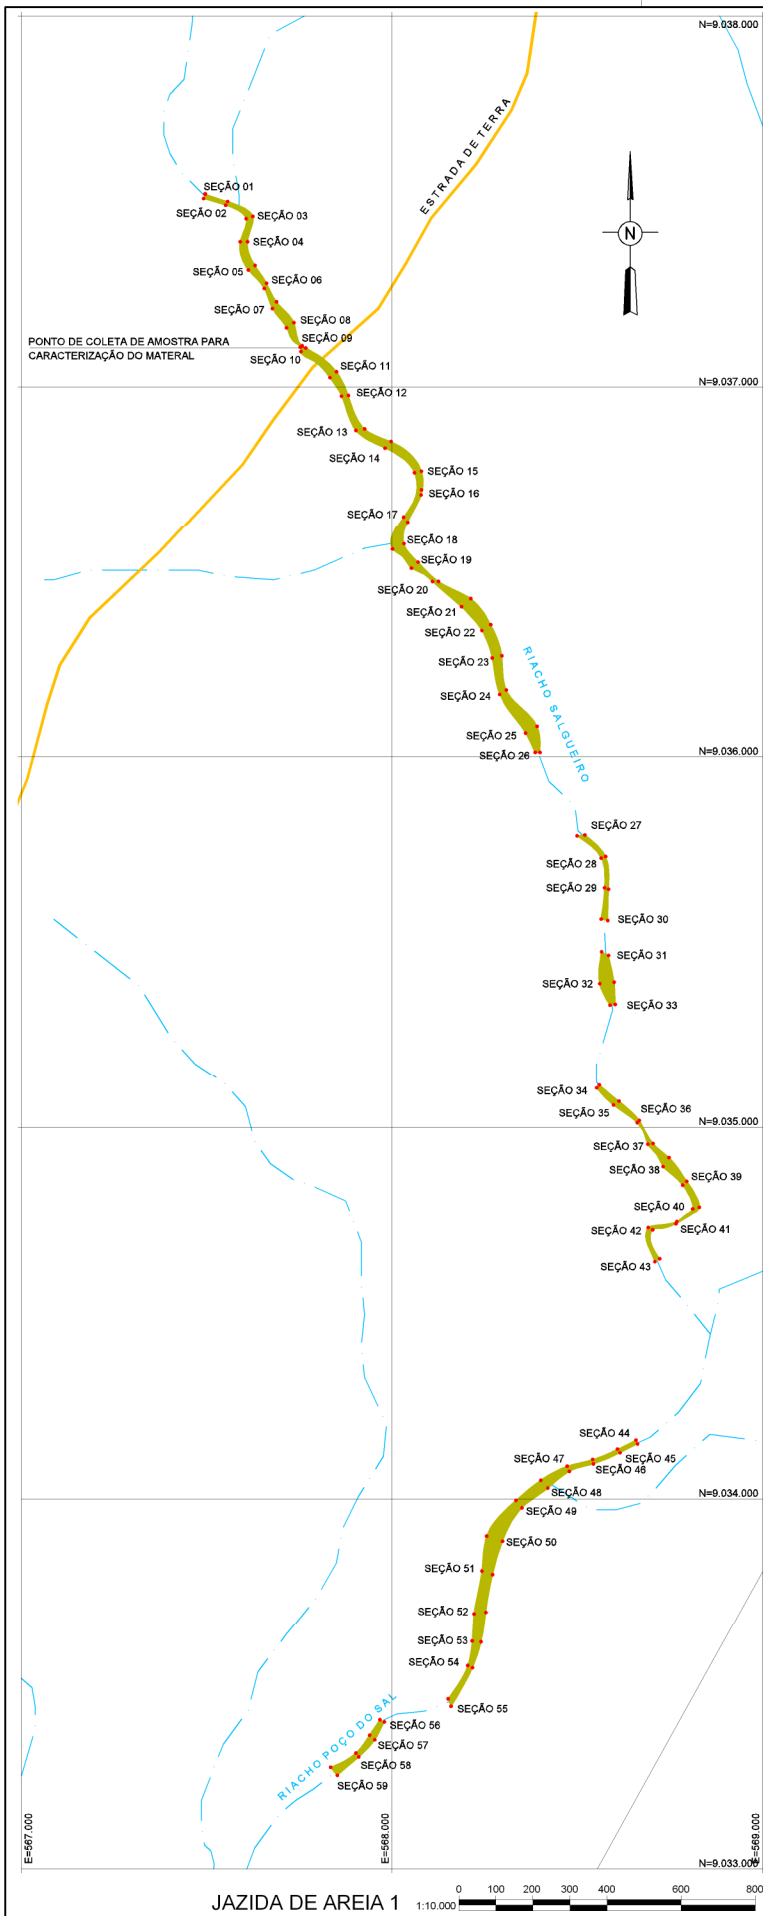 N=9.038.000
ESTRADA DE TERRA
SEÇÃO 01
SEÇÃO 02
SEÇÃO 03
N
SEÇÃO 04
SEÇÃO 05
SEÇÃO 06
SEÇÃO 07
SEÇÃO 08
SEÇÃO 09
PONTO DE COLETA DE AMOSTRA PARA
CARACTERIZAÇÃO DO MATERAL
SEÇÃO 10
SEÇÃO 11
N=9.037.000
SEÇÃO 12
SEÇÃO 13
SEÇÃO 14
SEÇÃO 15
SEÇÃO 16
SEÇÃO 17
SEÇÃO 18
SEÇÃO 19
SEÇÃO 20
SEÇÃO 21
SEÇÃO 22
SEÇÃO 23
RIACHO SALGUEIRO
SEÇÃO 24
SEÇÃO 25
SEÇÃO 26
N=9.036.000
SEÇÃO 27
SEÇÃO 28
SEÇÃO 29
SEÇÃO 30
SEÇÃO 31
SEÇÃO 32
SEÇÃO 33
SEÇÃO 34
SEÇÃO 35
SEÇÃO 36
N=9.035.000
SEÇÃO 37
SEÇÃO 38
SEÇÃO 39
SEÇÃO 40
SEÇÃO 41
SEÇÃO 42
SEÇÃO 43
SEÇÃO 44
SEÇÃO 45
SEÇÃO 46
SEÇÃO 47
SEÇÃO 48
N=9.034.000
SEÇÃO 49
SEÇÃO 50
SEÇÃO 51
SEÇÃO 52
SEÇÃO 53
SEÇÃO 54
SEÇÃO 55
RIACHO POÇO DO SAL
SEÇÃO 56
SEÇÃO 57
SEÇÃO 58
SEÇÃO 59
E=567.000
E=568.000
E=569.000
N=9.033.000
JAZIDA DE AREIA 1
1:10.000
0 100 200 300 400 600 800